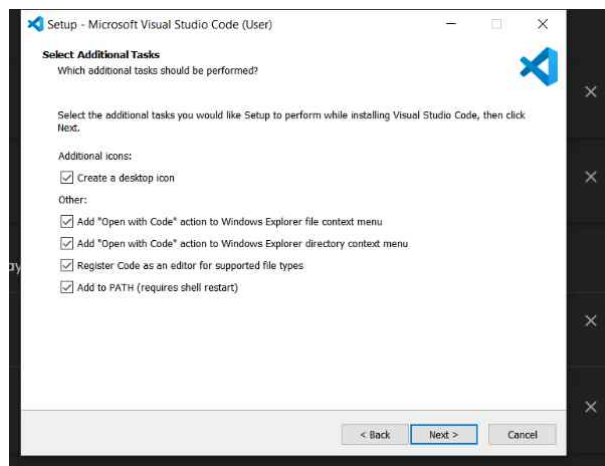 Setup - Microsoft Visual Studio Code (User)
Select Additional Tasks
Which additional tasks should be performed?
Select the additional tasks you would like Setup to perform while installing Visual Studio Code, then click
Next.
Additional icons:
Create a desktop icon
Other:
Add "Open with Code" action to Windows Explorer file context menu
Add "Open with Code" action to Windows Explorer directory context menu
ay
Register Code as an editor for supported file types
Add to PATH (requires shell restart)
< Back Next > Cancel